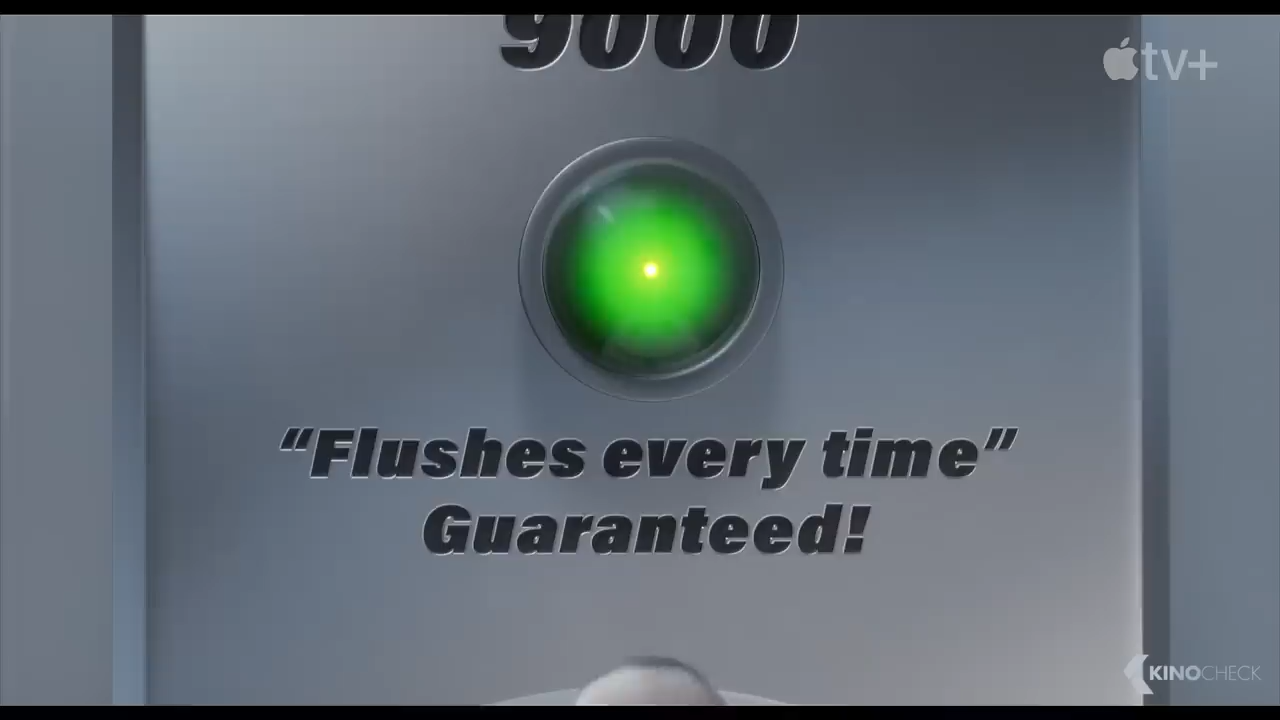 9000
tv+
“Flushes every time”
Guaranteed!
KINOCHECK